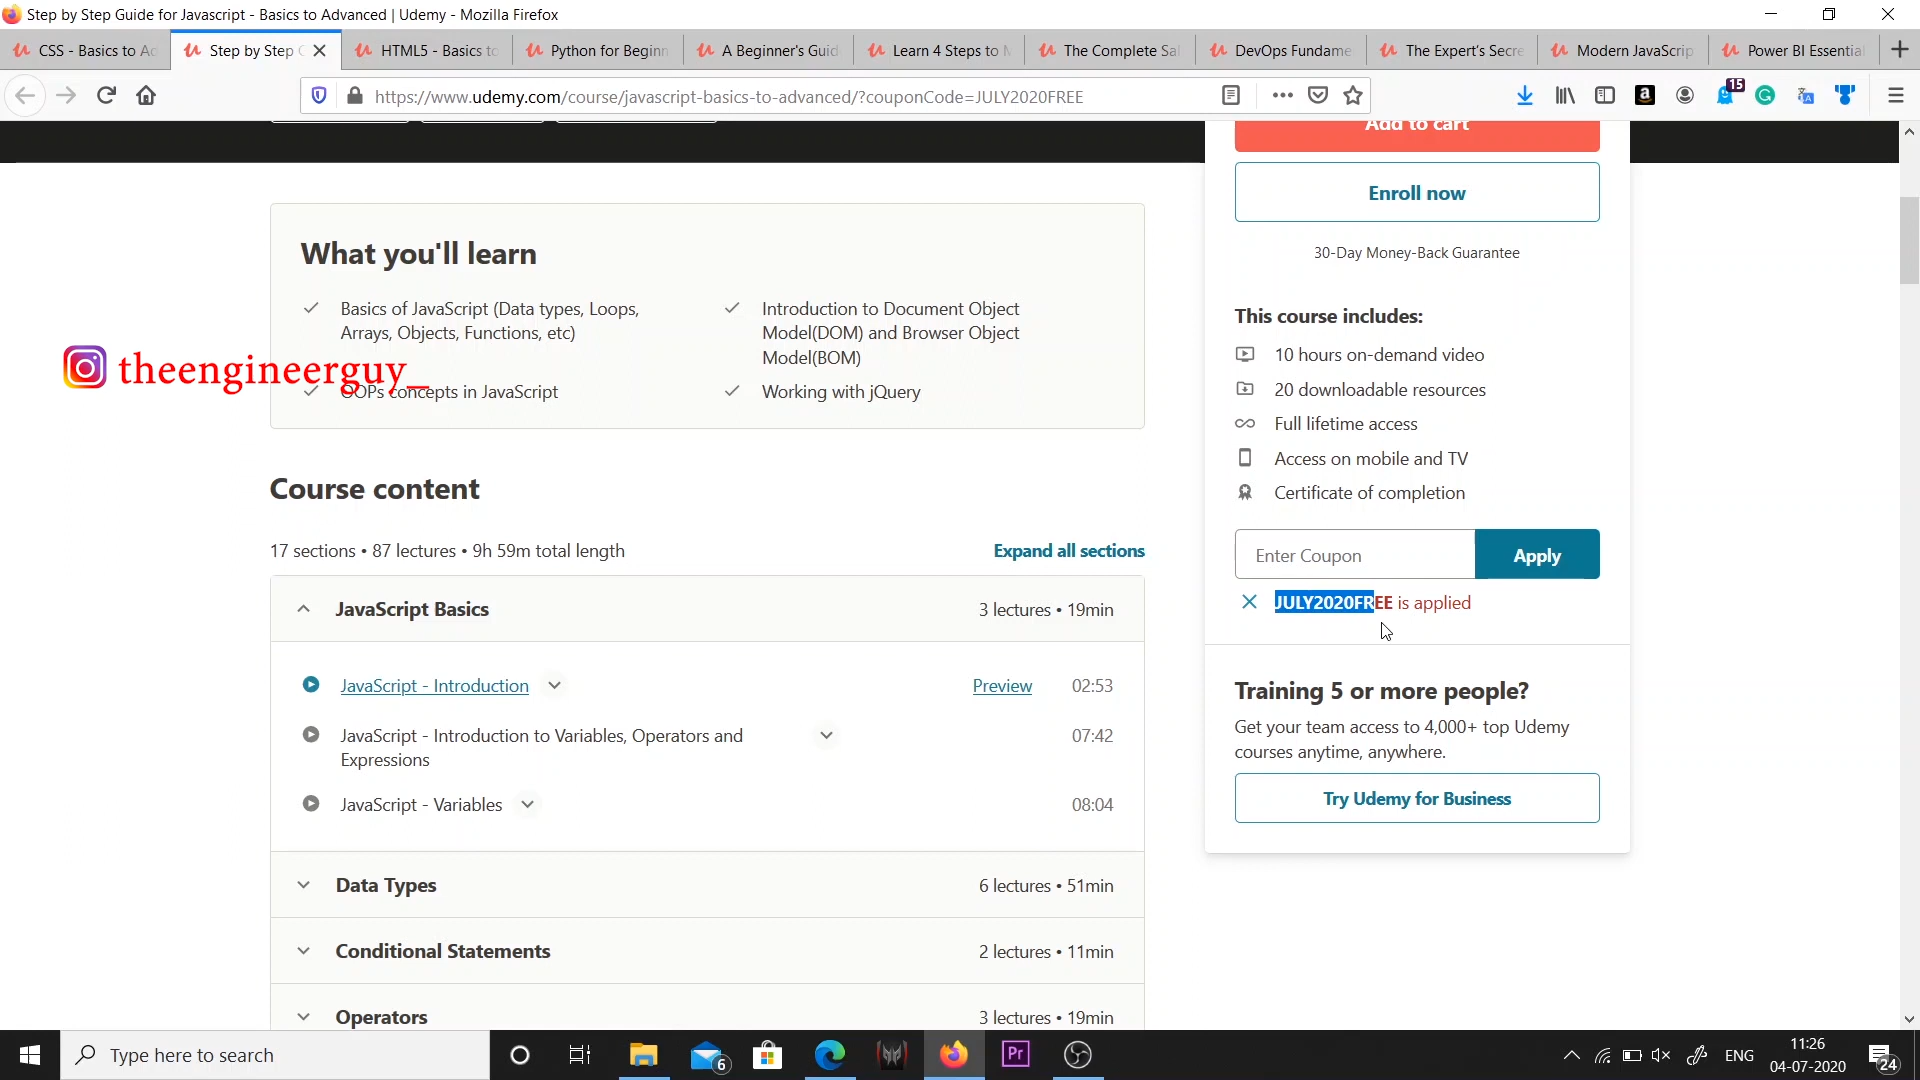 Step by Step Guide for Javascript - Basics to Advanced | Udemy - Mozilla Firefox
CSS - Basics to Ad
Step by Step G
HTML5 - Basics to
Python for Beginn
A Beginner's Guid
Learn 4 Steps to M
The Complete Sal
DevOps Fundame
The Expert's Secre
Modern JavaScrip
Power BI Essentia
https://www.udemy.com/course/javascript-basics-to-advanced/?couponCode=JULY2020FREE
15
Add to cart
Enroll now
30-Day Money-Back Guarantee
What you'll learn
Basics of JavaScript (Data types, Loops,
Arrays, Objects, Functions, etc)
Introduction to Document Object
Model(DOM) and Browser Object
Model(BOM)
theengineerguy_
OOPs concepts in JavaScript
Working with jQuery
This course includes:
10 hours on-demand video
20 downloadable resources
Full lifetime access
Access on mobile and TV
Certificate of completion
Enter Coupon
Apply
JULY2020FREE is applied
Course content
17 sections • 87 lectures • 9h 59m total length
Expand all sections
JavaScript Basics
3 lectures • 19min
JavaScript - Introduction
Preview
02:53
JavaScript - Introduction to Variables, Operators and
Expressions
07:42
JavaScript - Variables
08:04
Data Types
6 lectures • 51min
Conditional Statements
2 lectures • 11min
Operators
3 lectures • 19min
Training 5 or more people?
Get your team access to 4,000+ top Udemy
courses anytime, anywhere.
Try Udemy for Business
Type here to search
6
Pr
ENG
11:26
04-07-2020
24